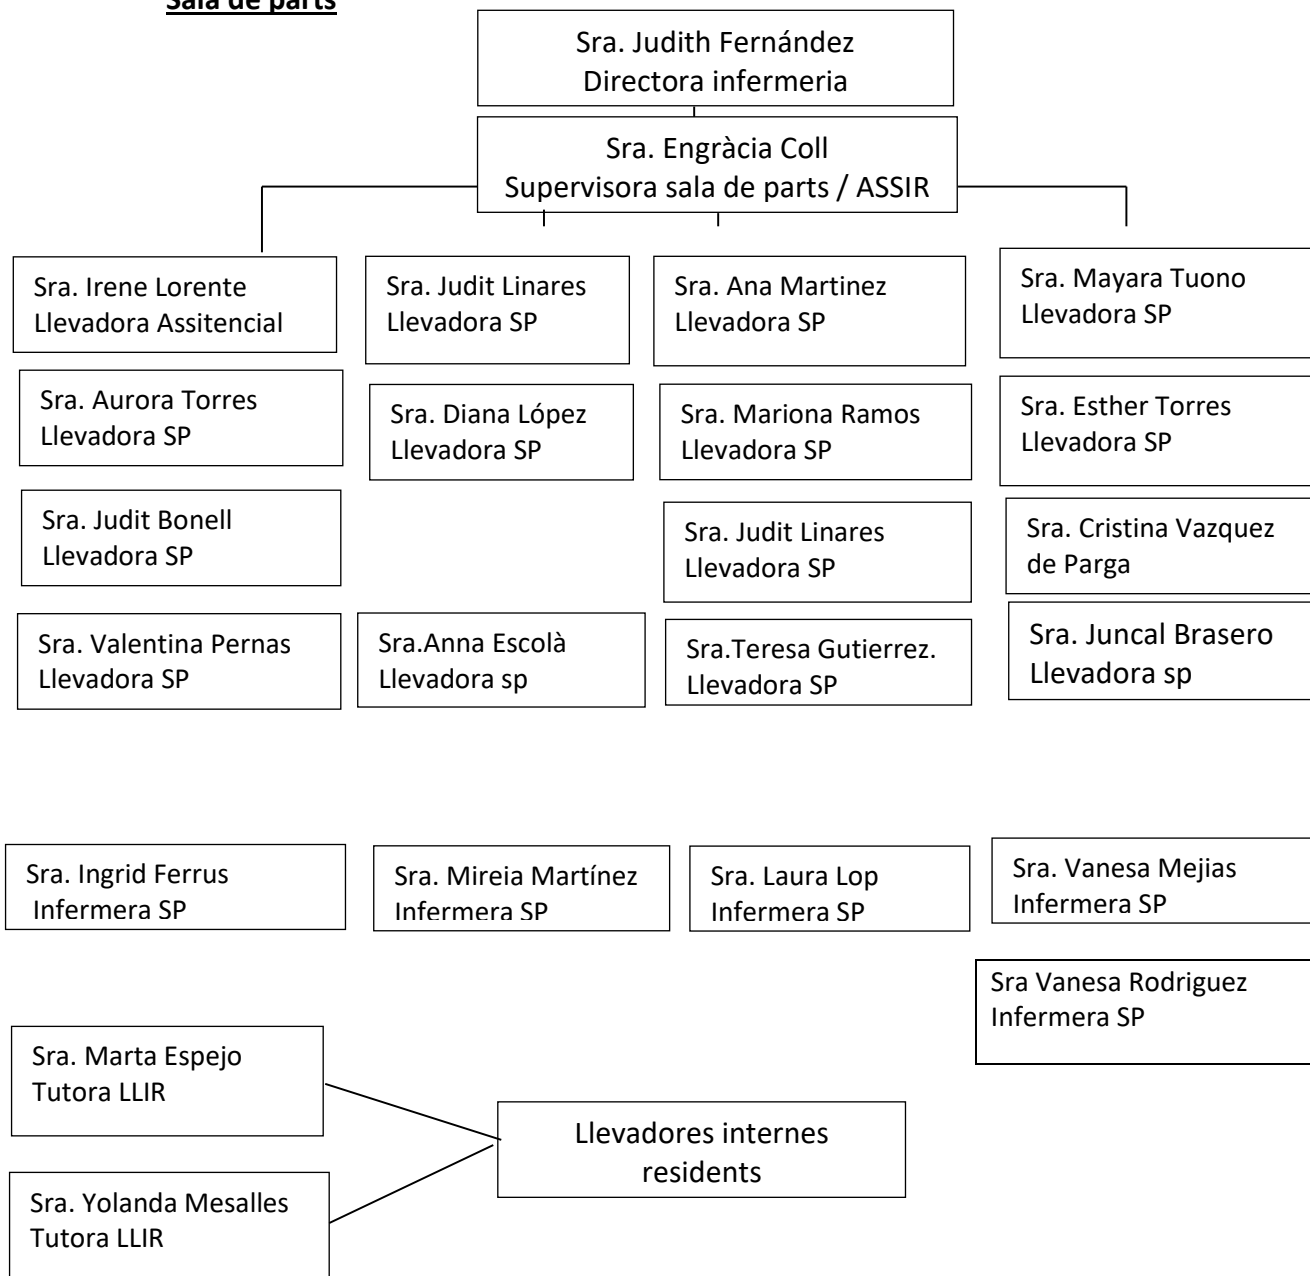 Sala de parts
Sra. Judith Fernández
Directora infermeria
Sra. Engràcia Coll
Supervisora sala de parts / ASSIR
Sra. Irene Lorente
Llevadora Assitencial
Sra. Judit Linares
Llevadora SP
Sra. Ana Martinez
Llevadora SP
Sra. Mayara Tuono
Llevadora SP
Sra. Aurora Torres
Llevadora SP
Sra. Diana López
Llevadora SP
Sra. Mariona Ramos
Llevadora SP
Sra. Esther Torres
Llevadora SP
Sra. Judit Bonell
Llevadora SP
Sra. Judit Linares
Llevadora SP
Sra. Cristina Vazquez
de Parga
Sra. Valentina Pernas
Llevadora SP
Sra.Anna Escolà
Llevadora sp
Sra.Teresa Gutierrez.
Llevadora SP
Sra. Juncal Brasero
Llevadora sp
Sra. Ingrid Ferrus
Infermera SP
Sra. Mireia Martínez
Infermera SP
Sra. Laura Lop
Infermera SP
Sra. Vanesa Mejias
Infermera SP
Sra Vanesa Rodriguez
Infermera SP
Sra. Marta Espejo
Tutora LLIR
Llevadores internes
residents
Sra. Yolanda Mesalles
Tutora LLIR